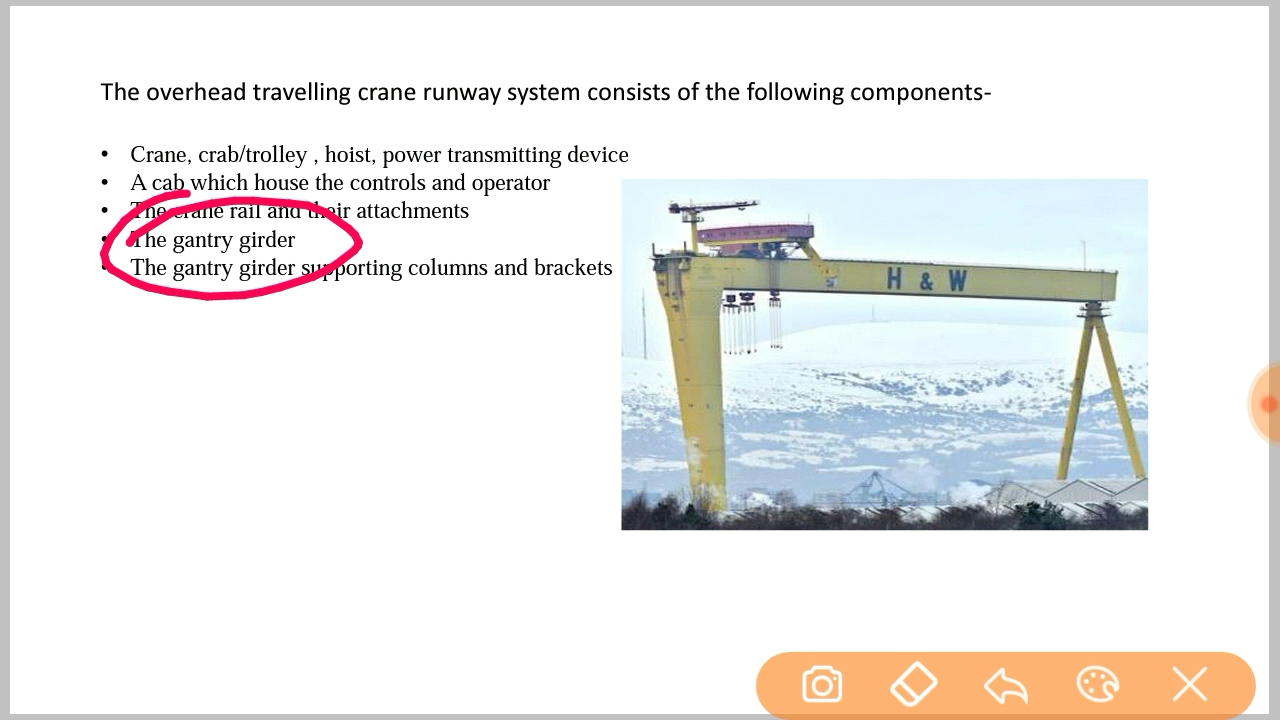 The overhead travelling crane runway system consists of the following components-
• Crane, crab/trolley , hoist, power transmitting device
• A cab which house the controls and operator
• The crane rail and their attachments
• The gantry girder
• The gantry girder supporting columns and brackets
H & W